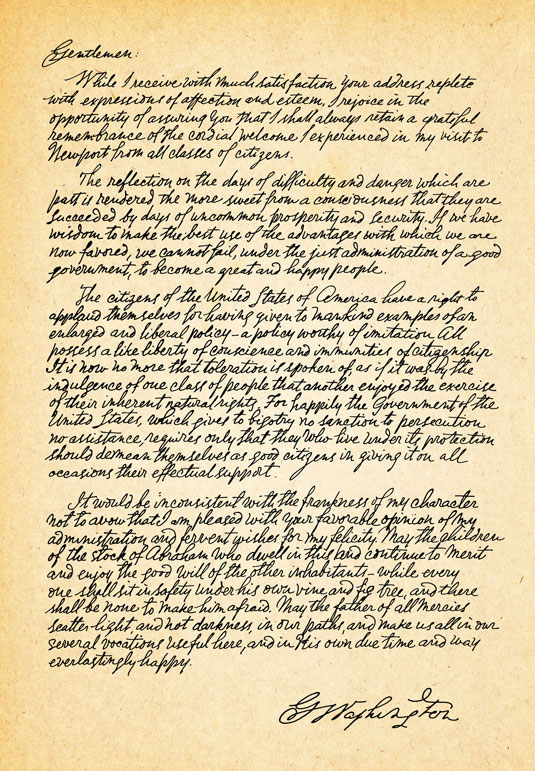 Gentlemen:
While I receive with much satisfaction your address replete
with expressions of affection and esteem, I rejoice in the
opportunity of assuring you that I shall always retain a grateful
remembrance of the cordial welcome I experienced in my visit to
Newport from all classes of citizens.
The reflection on the days of difficulty and danger which are
past is rendered the more sweet from a consciousness that they are
succeeded by days of uncommon prosperity and security. If we have
wisdom to make the best use of the advantages with which we are
now favored, we cannot fail, under the just administration of a good
government, to become a great and happy people.
The citizens of the United States of America have a right to
applaud themselves for having given to mankind examples of an
enlarged and liberal policy – a policy worthy of imitation. All
possess a like liberty of conscience and immunities of citizenship.
It is now no more that toleration is spoken of as if it was by the
indulgence of one class of people that another enjoyed the exercise
of their inherent natural rights. For happily the Government of the
United States, which gives to bigotry no sanction to persecution
no assistance, requires only that they who live under its protection
should demean themselves as good citizens in giving it on all
occasions their effectual support.
It would be inconsistent with the frankness of my character
not to avow that I am pleased with your favorable opinion of my
administration and fervent wishes for my felicity. May the children
of the stock of Abraham who dwell in this land continue to merit
and enjoy the good will of the other inhabitants – while every
one shall sit in safety under his own vine and fig tree, and there
shall be none to make him afraid. May the father of all mercies
scatter light and not darkness, in our paths, and make us all in our
several vocations useful here, and in His own due time and way
everlastingly happy.
G Washington